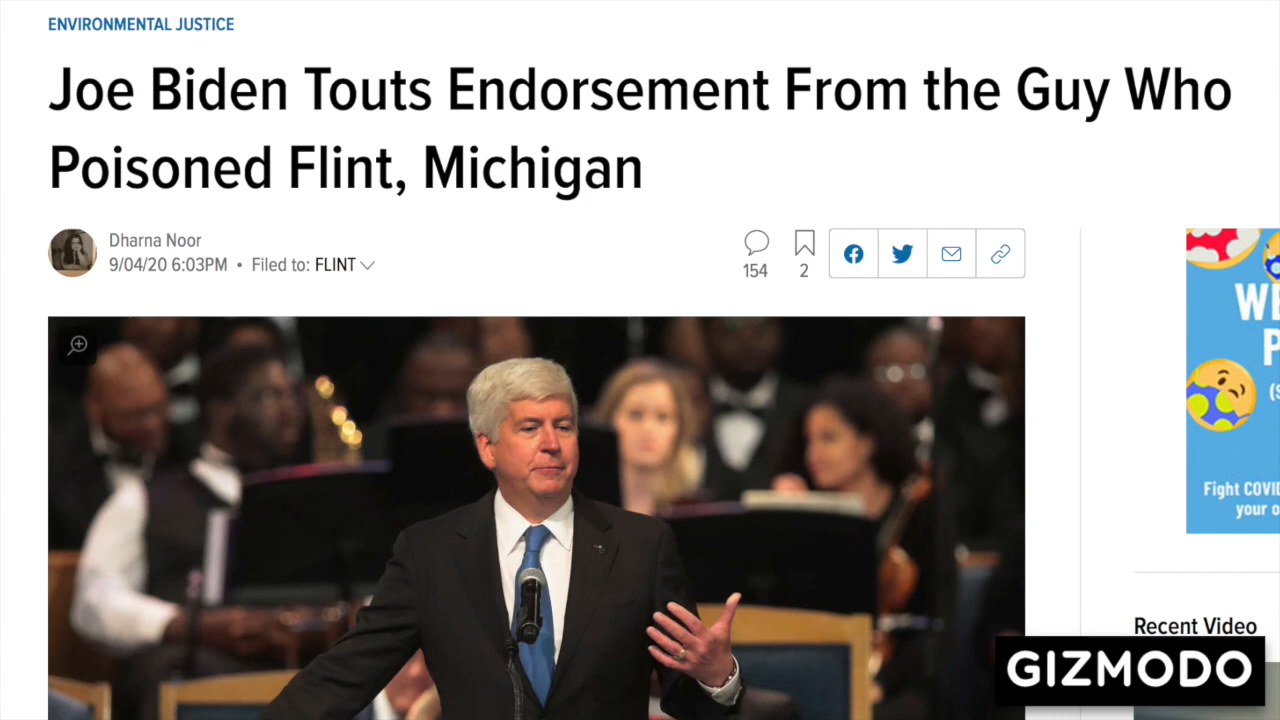 ENVIRONMENTAL JUSTICE
Joe Biden Touts Endorsement From the Guy Who
Poisoned Flint, Michigan
Dharna Noor
9/04/20 6:03PM • Filed to: FLINT
154
2
Fight
your
Recent Video
GIZMODO